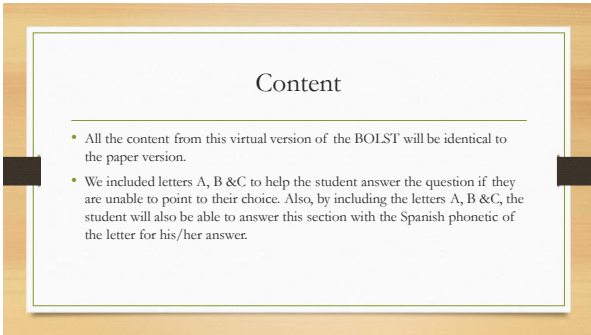 Content
• All the content from this virtual version of the BOLST will be identical to
the paper version.
• We included letters A, B &C to help the student answer the question if they
are unable to point to their choice. Also, by including the letters A, B &C, the
student will also be able to answer this section with the Spanish phonetic of
the letter for his/her answer.